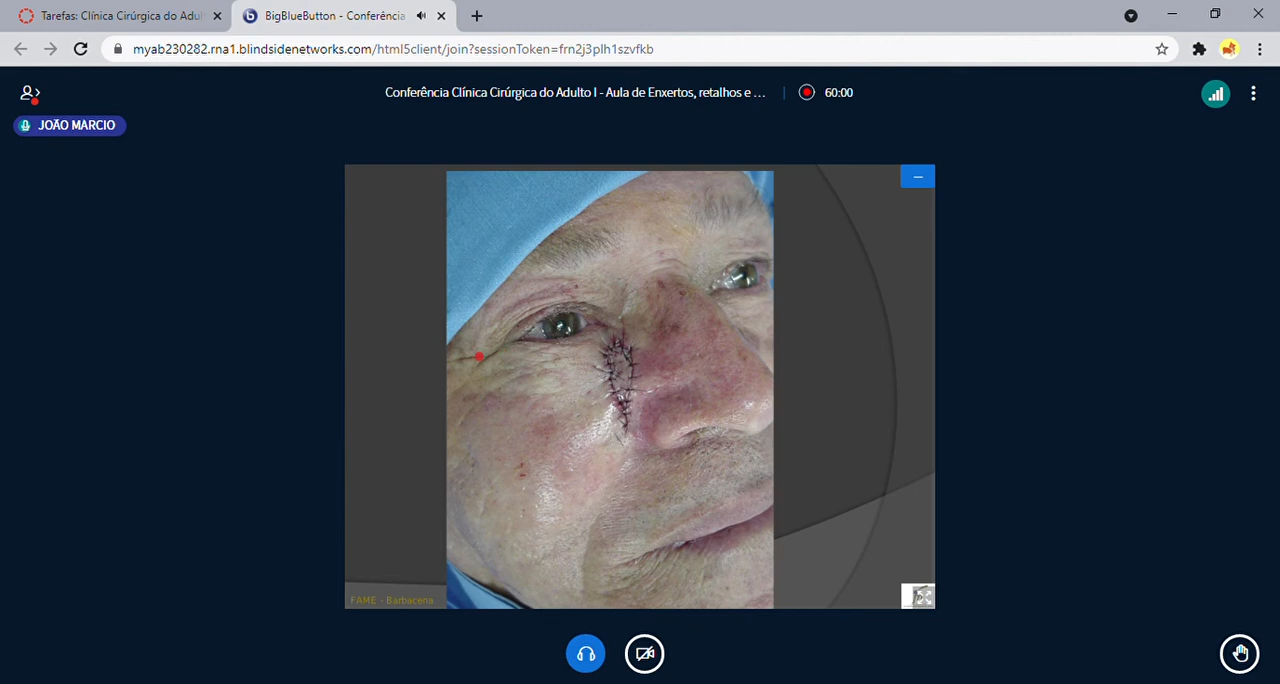 Tarefas: Clínica Cirúrgica do Adul
BigBlueButton - Conferência
myab230282.rna1.blindsidenetworks.com/html5client/join?sessionToken=frn2j3plh1szvfkb
Conferência Clínica Cirúrgica do Adulto I - Aula de Enxertos, retalhos e ...
60:00
JOÃO MARCIO
FAME - Barbacena